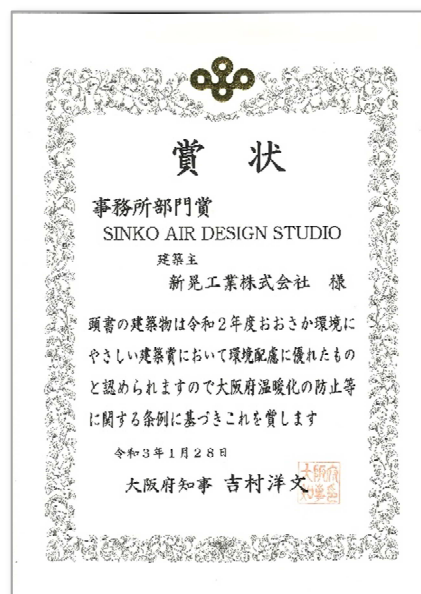 賞 状
事務所部門賞
SINKO AIR DESIGN STUDIO
建築主
新晃工業株式会社 様
頭書の建築物は令和2年度おおさか環境に
やさしい建築賞において環境配慮に優れたもの
と認められますので大阪府温暖化の防止等
に関する条例に基づきこれを賞します
令和3年1月28日
大阪府知事 吉村洋文